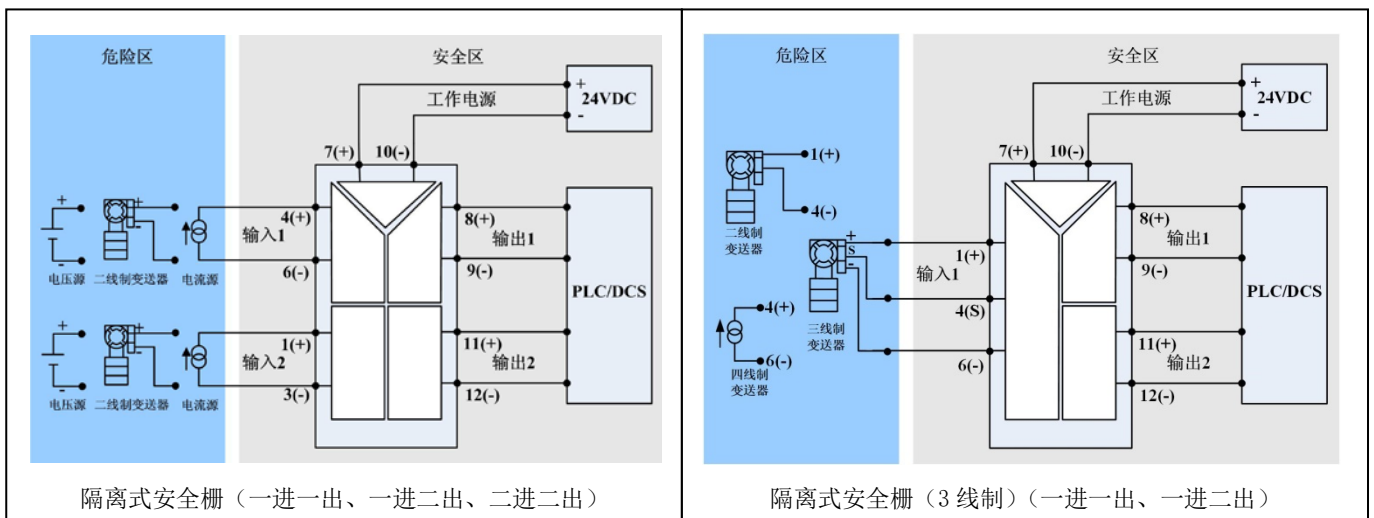 危险区
安全区
工作电源
+
24VDC
-
7(+)
10(-)
+
-
电压源
+
-
二线制变送器
电流源
4(+)
输入1
6(-)
8(+)
输出1
9(-)
PLC/DCS
+
-
电压源
+
-
二线制变送器
电流源
1(+)
输入2
3(-)
11(+)
输出2
12(-)
隔离式安全栅（一进一出、一进二出、二进二出）
危险区
安全区
工作电源
+
24VDC
-
7(+)
10(-)
1(+)
4(-)
二线制
变送器
+
S
-
三线制
变送器
4(+)
6(-)
四线制
变送器
输入1
1(+)
4(S)
6(-)
8(+)
输出1
9(-)
PLC/DCS
11(+)
输出2
12(-)
隔离式安全栅（3线制）（一进一出、一进二出）